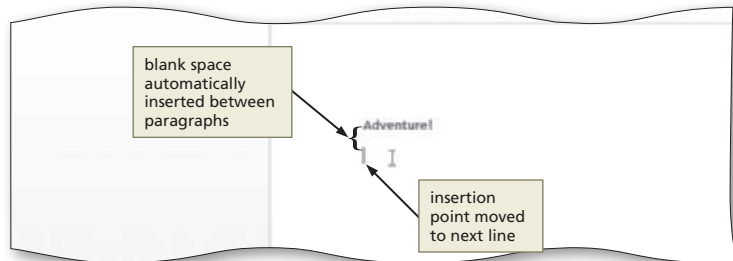 blank space
automatically
inserted between
paragraphs
Adventure!
insertion
point moved
to next line